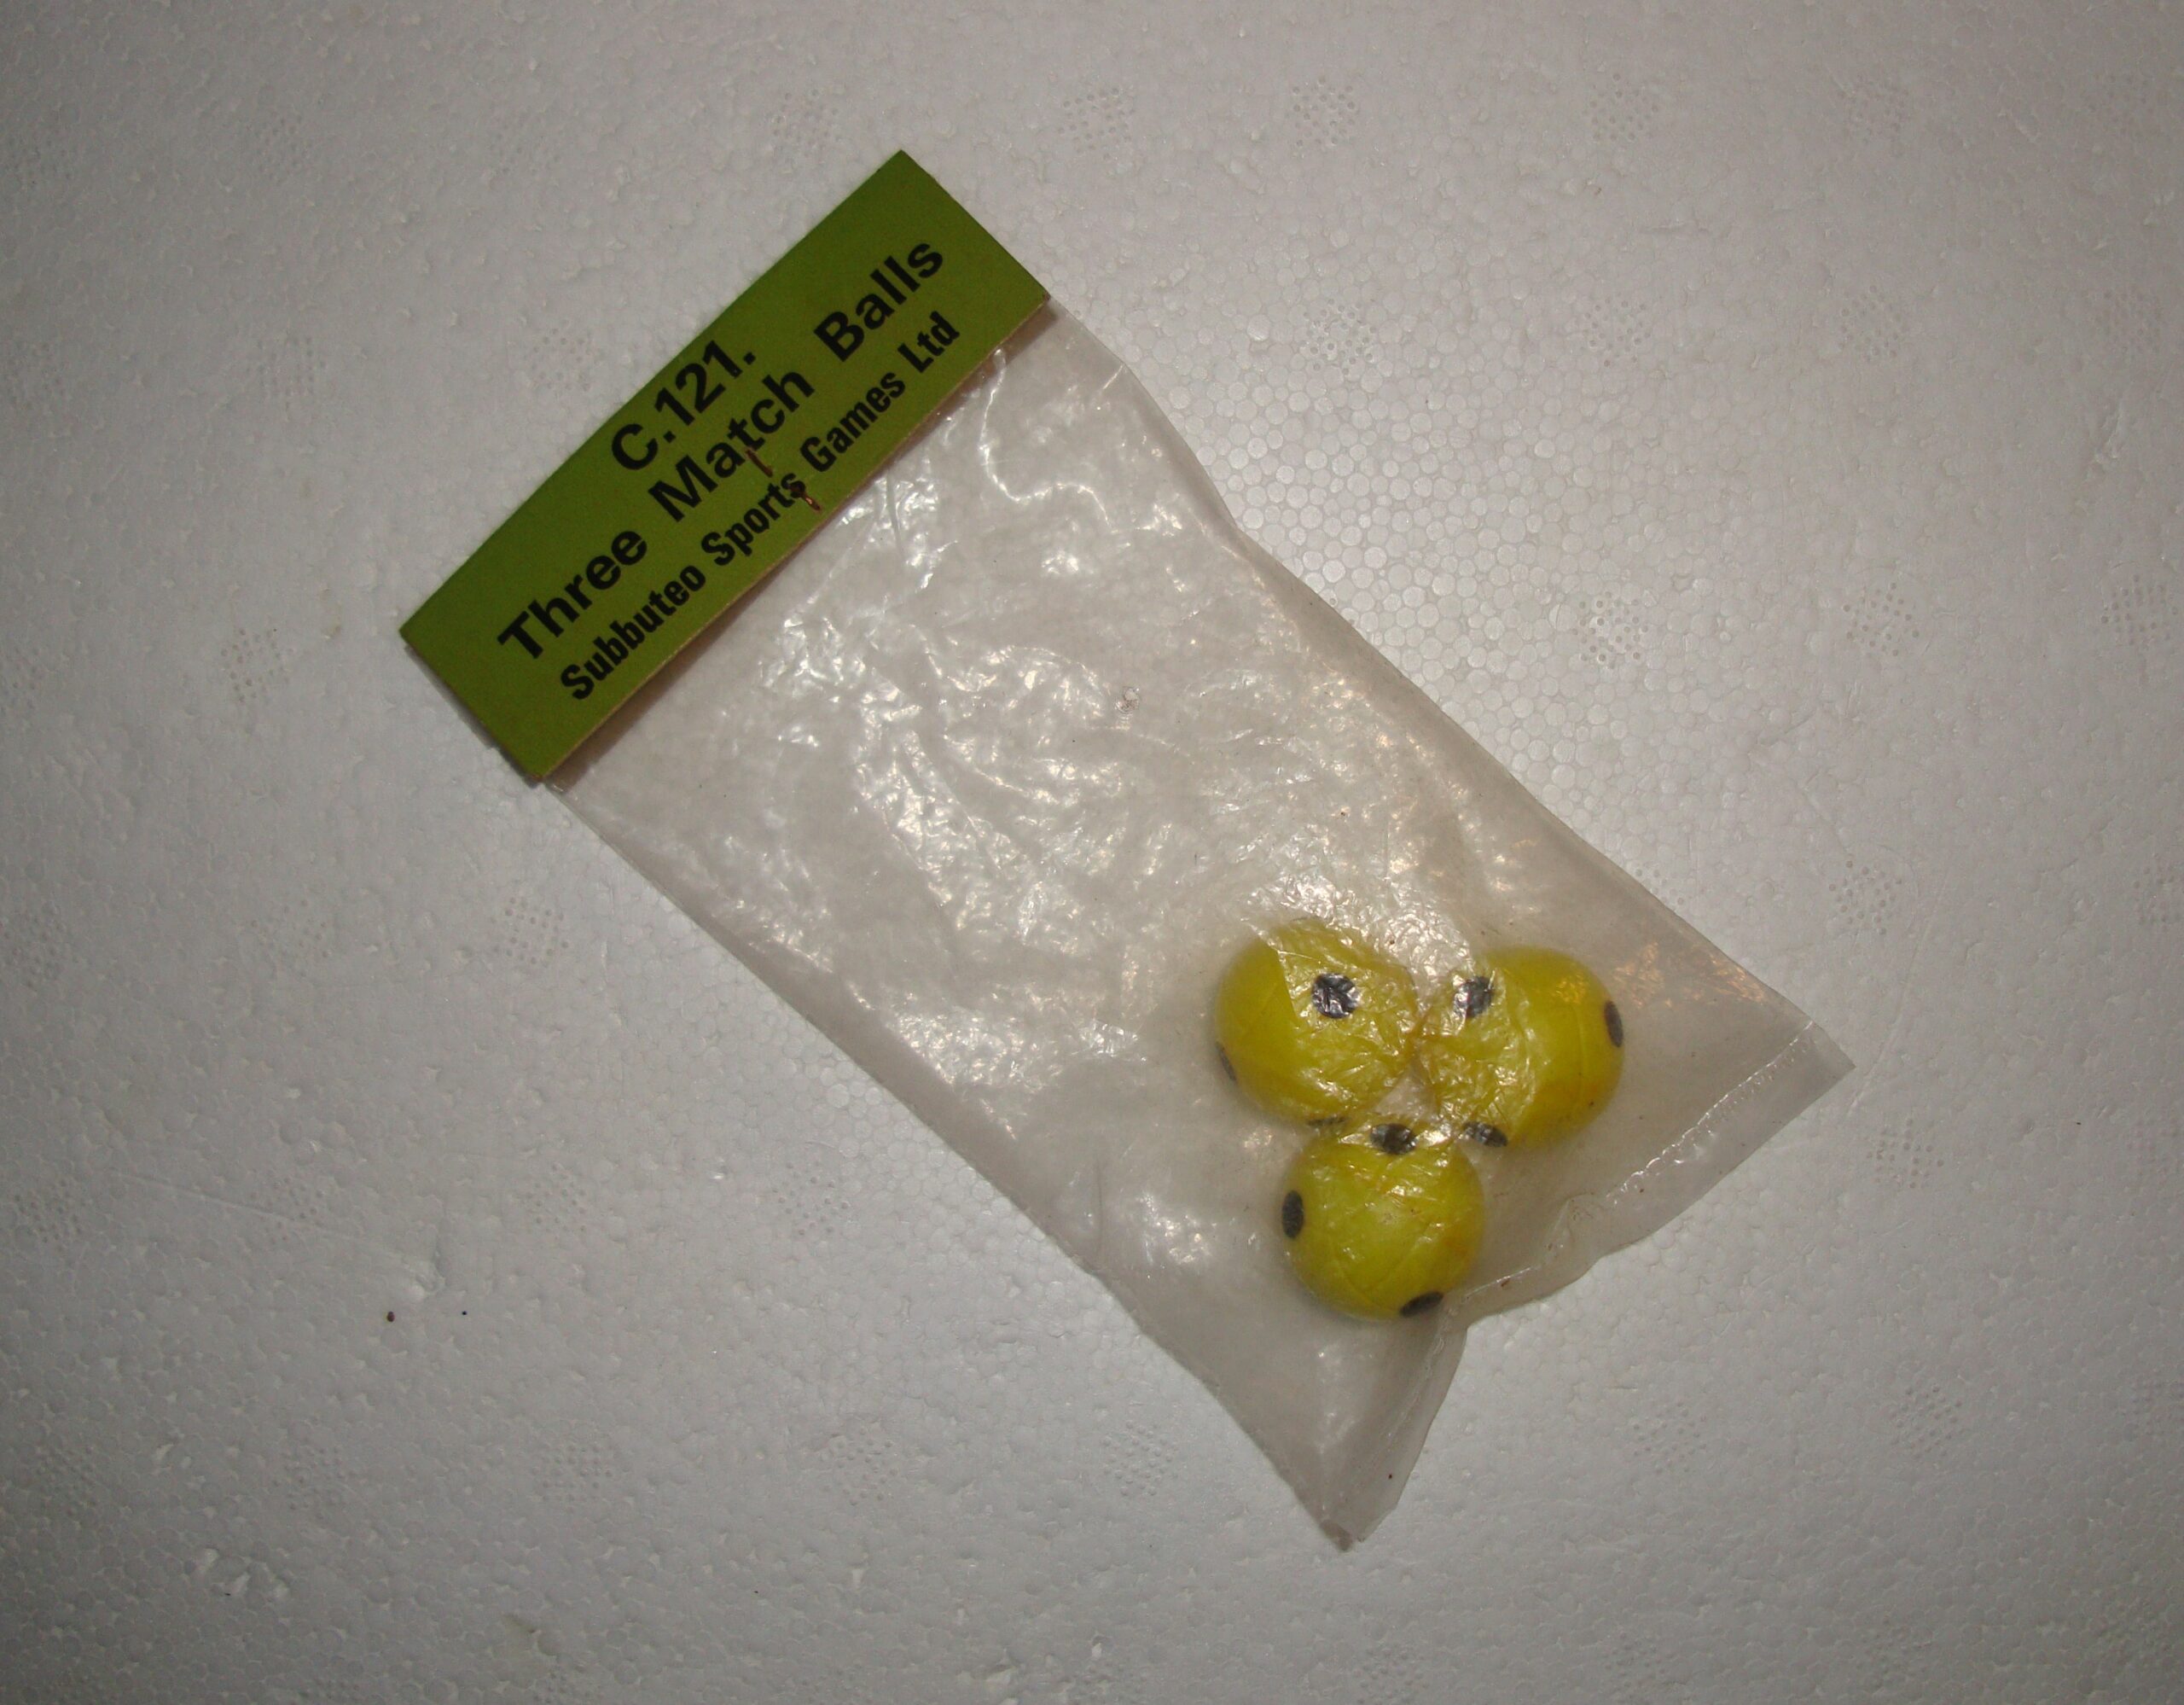 C.121.
Three Match Balls
Subbuteo Sports Games Ltd